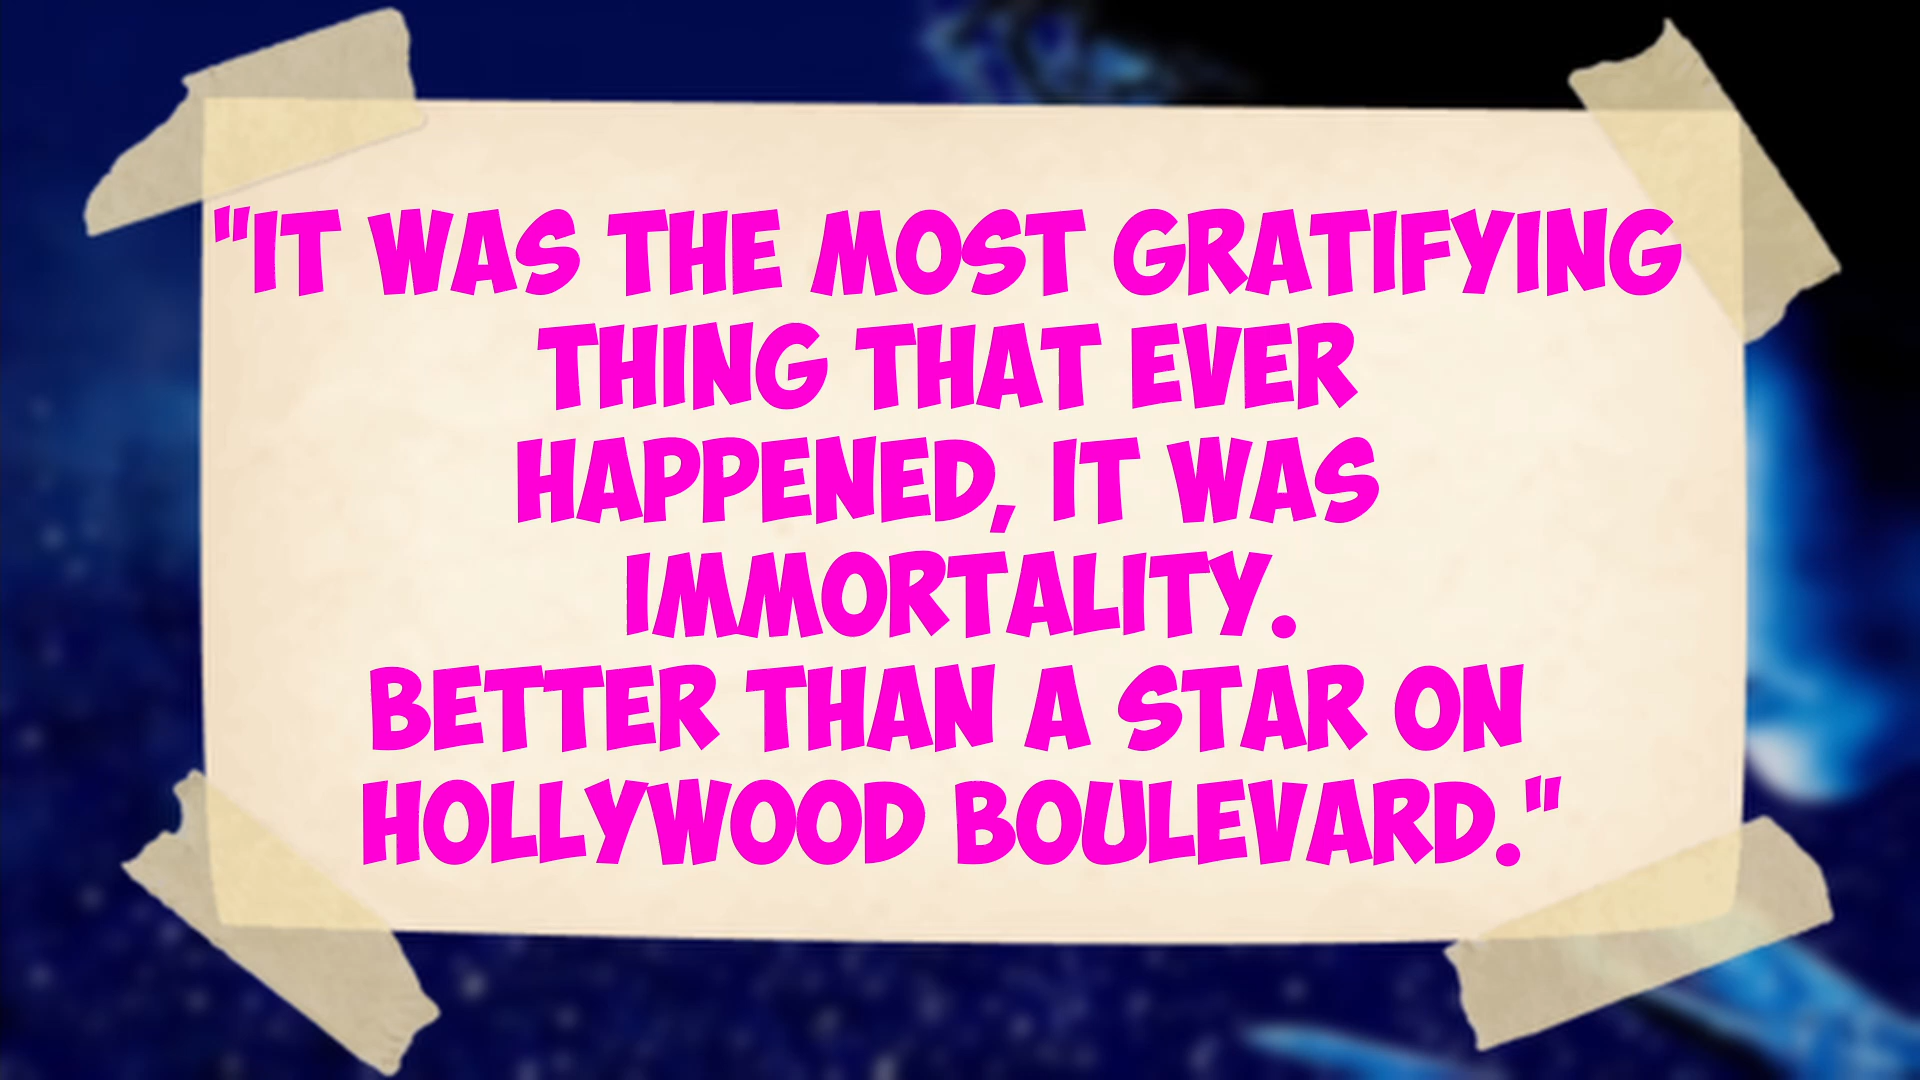 "IT WAS THE MOST GRATIFYING
THING THAT EVER
HAPPENED, IT WAS
IMMORTALITY.
BETTER THAN A STAR ON
HOLLYWOOD BOULEVARD."